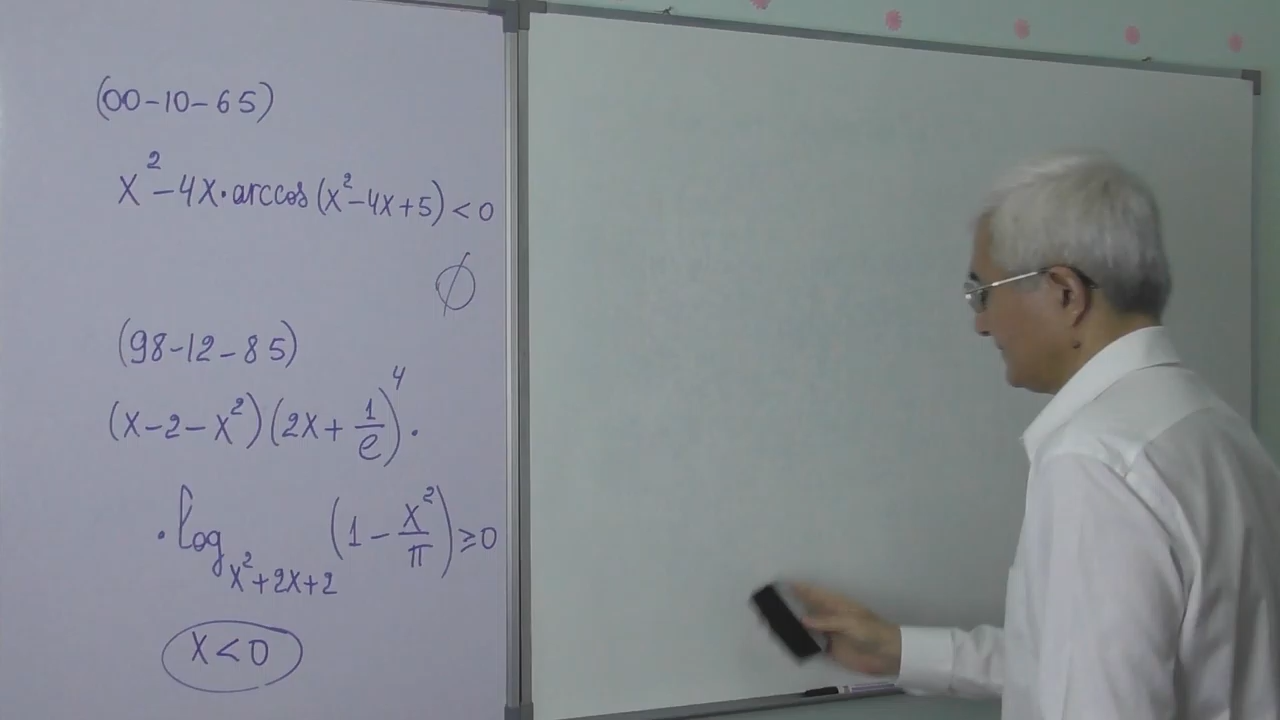 (00-10-65)
x²-4x·arccos(x²-4x+5)<0
∅
(98-12-85)
(x-2-x²)(2x+1/e)⁴·
·log_{x²+2x+2}(1-x²/π)≥0
x<0